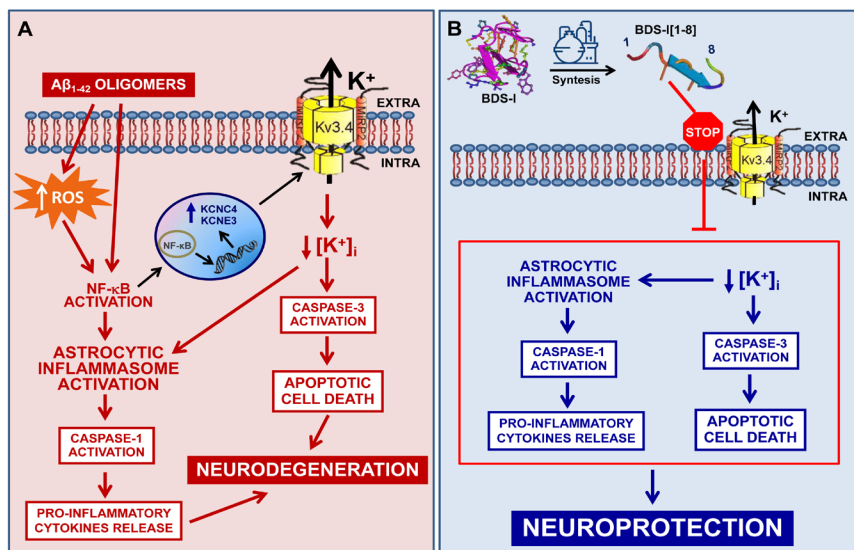 A
Aβ1-42 OLIGOMERS
K+
EXTRA
MiRP2
Kv3.4
MiRP2
INTRA
↑ ROS
↑ KCNC4
KCNE3
NF-κB
NF-κB
ACTIVATION
↓ [K+]i
CASPASE-3
ACTIVATION
ASTROCYTIC
INFLAMMASOME
ACTIVATION
APOPTOTIC
CELL DEATH
CASPASE-1
ACTIVATION
NEURODEGENERATION
PRO-INFLAMMATORY
CYTOKINES RELEASE
B
BDS-I
Syntesis
BDS-I[1-8]
1
8
STOP
K+
EXTRA
Kv3.4
INTRA
ASTROCYTIC
INFLAMMASOME
ACTIVATION
↓ [K+]i
CASPASE-1
ACTIVATION
CASPASE-3
ACTIVATION
PRO-INFLAMMATORY
CYTOKINES RELEASE
APOPTOTIC
CELL DEATH
NEUROPROTECTION